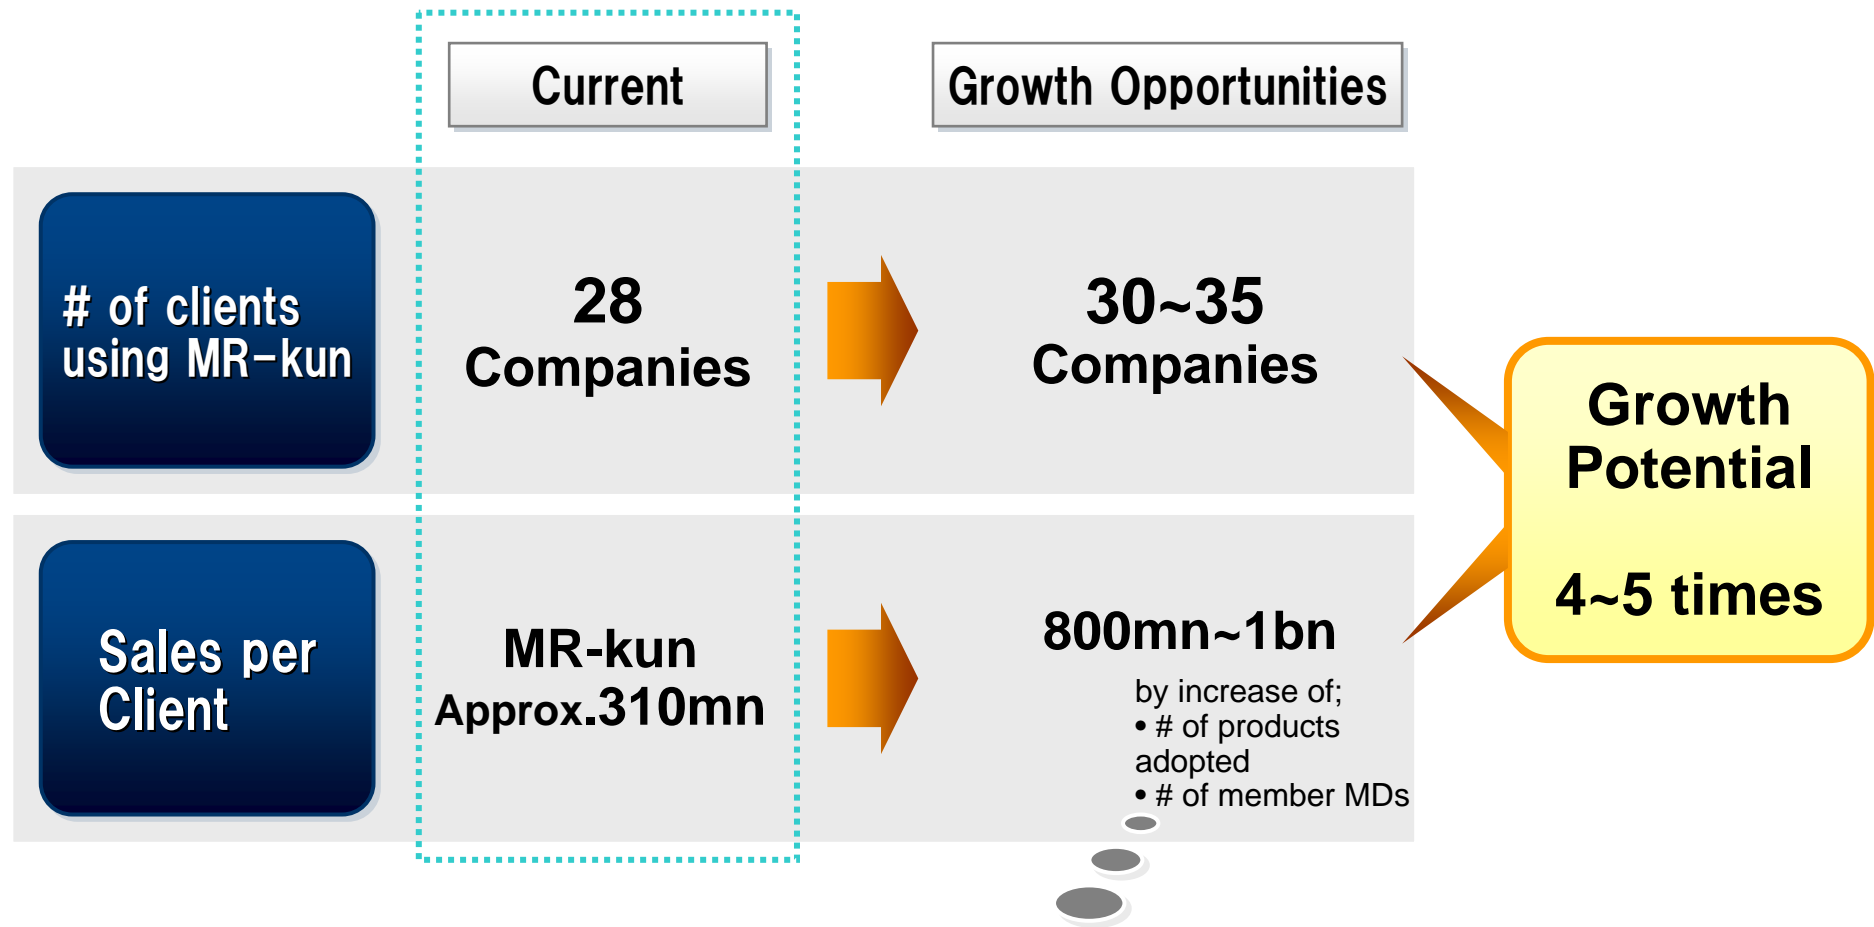 Current
Growth Opportunities
# of clients
using MR-kun
28
Companies
30~35
Companies
Sales per
Client
MR-kun
Approx.310mn
800mn~1bn
by increase of;
• # of products
adopted
• # of member MDs
Growth
Potential
4~5 times